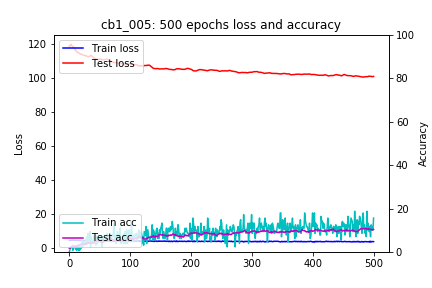 cb1_005: 500 epochs loss and accuracy
120
100
80
60
40
20
0
Loss
Train loss
Test loss
Train acc
Test acc
100
80
60
40
20
0
Accuracy
0
100
200
300
400
500